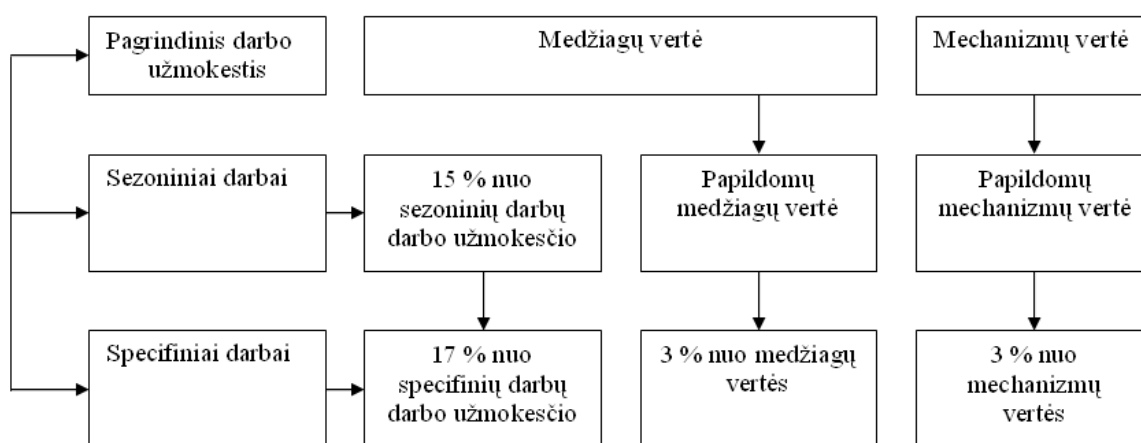 Pagrindinis darbo
užmokestis
Medžiagų vertė
Mechanizmų vertė
Sezoniniai darbai
15 % nuo
sezoninių darbų
darbo užmokesčio
Papildomų
medžiagų vertė
Papildomų
mechanizmų vertė
Specifiniai darbai
17 % nuo
specifinių darbų
darbo užmokesčio
3 % nuo medžiagų
vertės
3 % nuo
mechanizmų
vertės